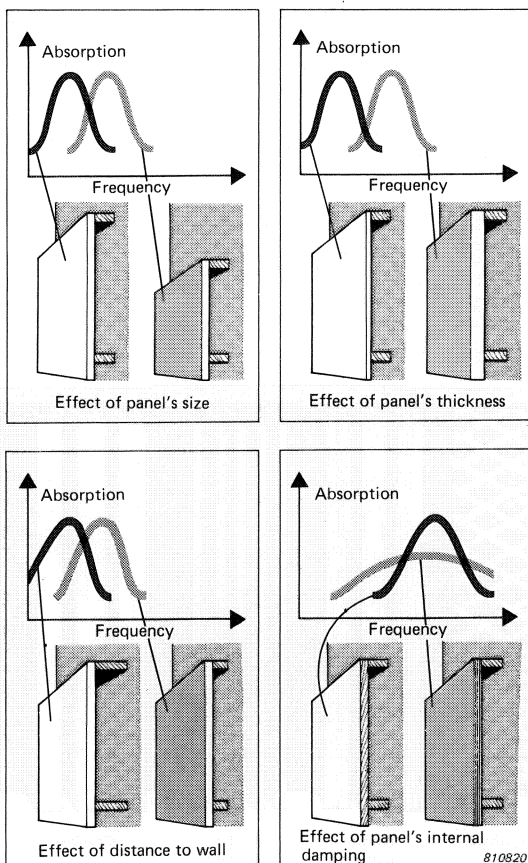 Absorption
Frequency
Effect of panel's size
Absorption
Frequency
Effect of panel's thickness
Absorption
Frequency
Effect of distance to wall
Absorption
Frequency
Effect of panel's internal
damping
810820